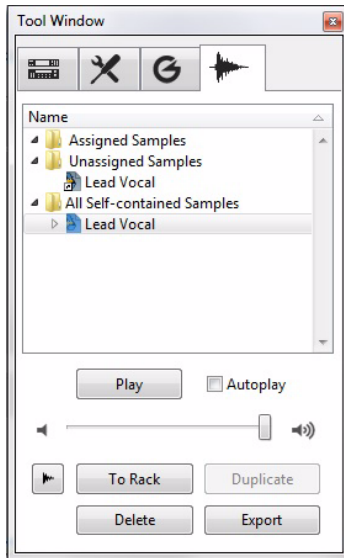 Tool Window
Name
Assigned Samples
Unassigned Samples
Lead Vocal
All Self-contained Samples
Lead Vocal
Play
Autoplay
To Rack
Duplicate
Delete
Export